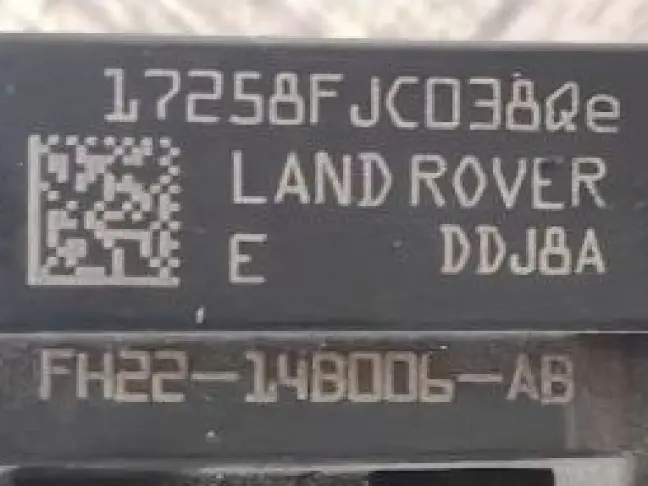 17258FJC038Qe
LAND ROVER
E DDJ8A
FH22-14B006-AB